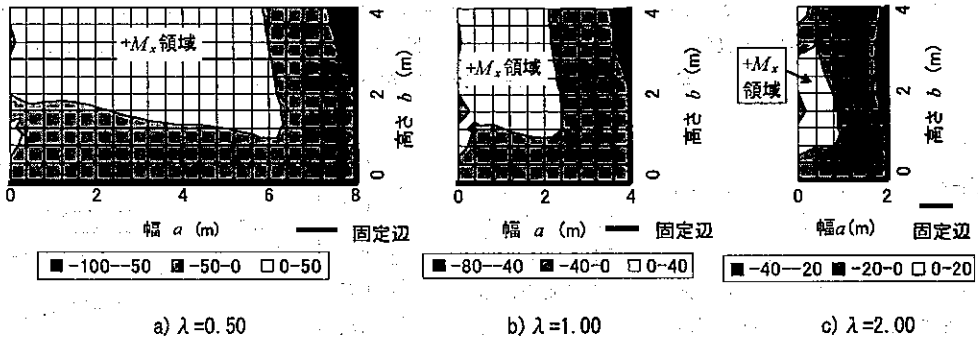 +Mₓ領域
4
2
0
高さ b (m)
0 2 4 6 8
幅 a (m)
固定辺
-100--50 -50-0 0-50
a) λ=0.50
+Mₓ領域
4
2
0
高さ b (m)
0 2 4
幅 a (m)
固定辺
-80--40 -40-0 0-40
b) λ=1.00
+Mₓ
領域
4
2
0
高さ b (m)
0 1 2
幅a(m)
固定辺
-40--20 -20-0 0-20
c) λ=2.00